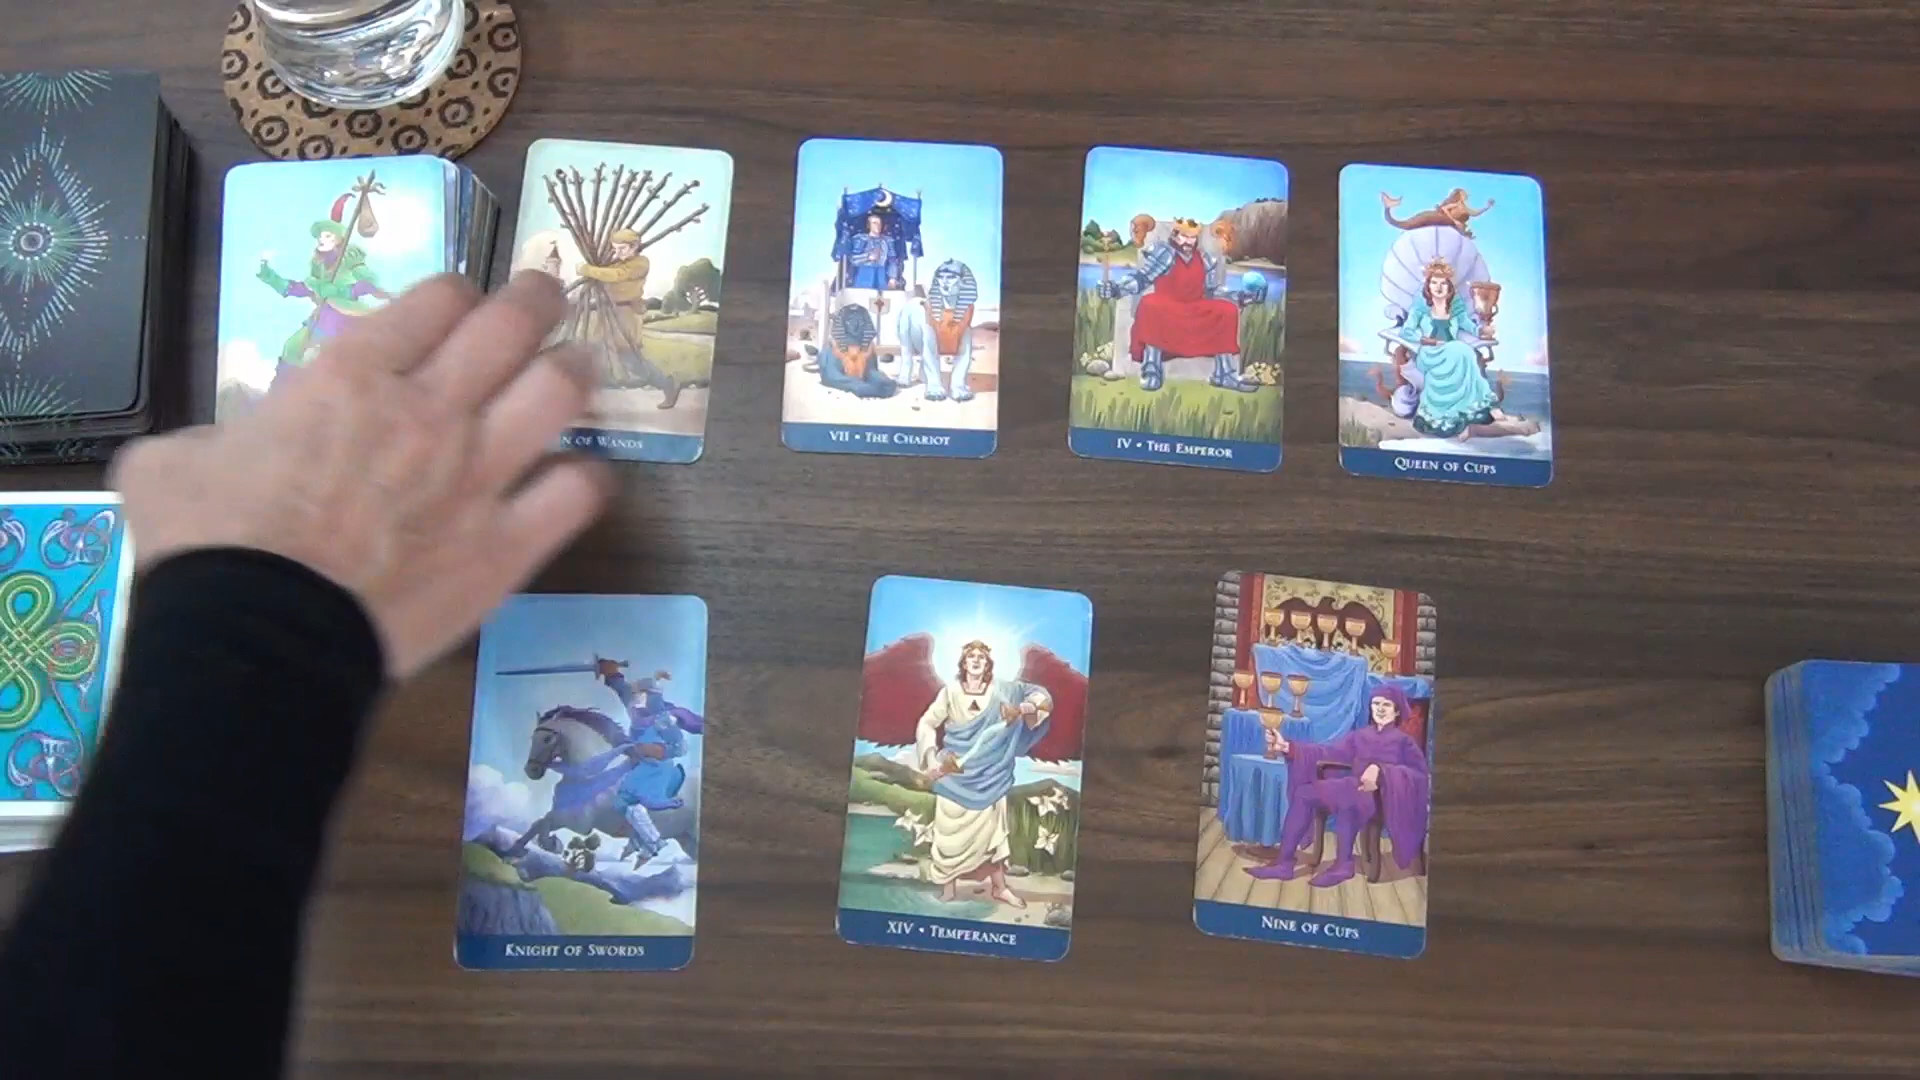 N OF WANDS
VII • THE CHARIOT
IV • THE EMPEROR
QUEEN OF CUPS
KNIGHT OF SWORDS
XIV • TEMPERANCE
NINE OF CUPS